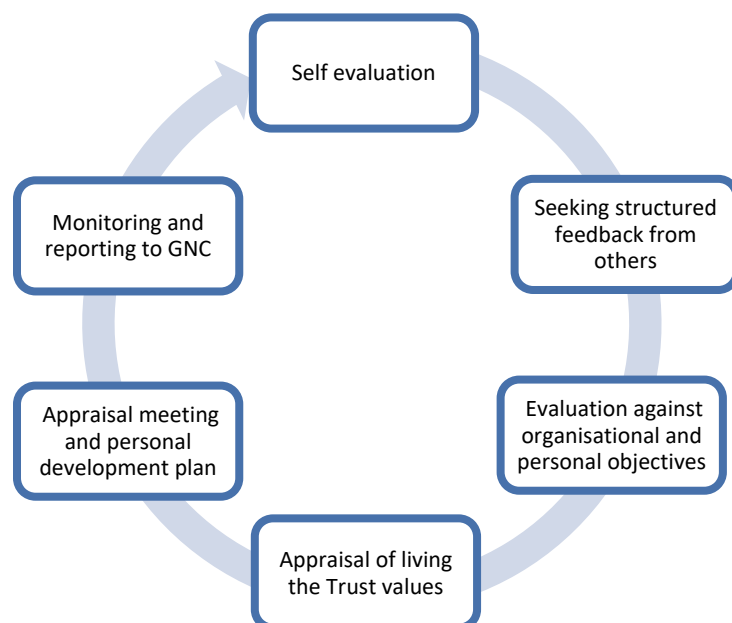 Self evaluation
Seeking structured
feedback from
others
Evaluation against
organisational and
personal objectives
Appraisal of living
the Trust values
Appraisal meeting
and personal
development plan
Monitoring and
reporting to GNC